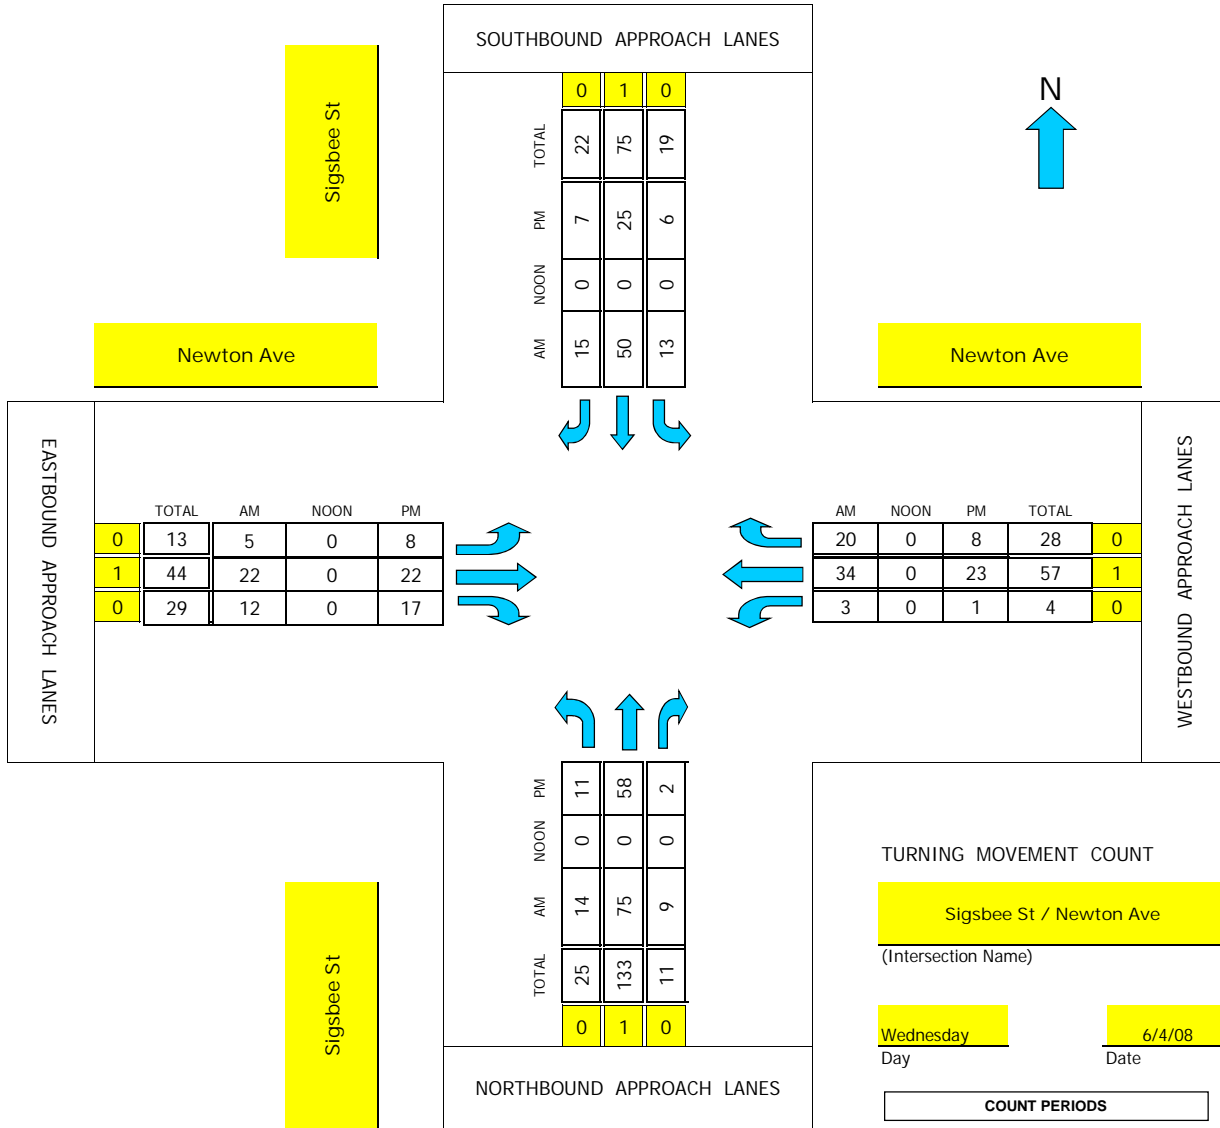 SOUTHBOUND APPROACH LANES
0 1 0
TOTAL 22 75 19
PM 7 25 6
NOON 0 0 0
AM 15 50 13
Sigsbee St
N
Newton Ave
Newton Ave
EASTBOUND APPROACH LANES
TOTAL AM NOON PM
0 13 5 0 8
1 44 22 0 22
0 29 12 0 17
AM NOON PM TOTAL
20 0 8 28 0
34 0 23 57 1
3 0 1 4 0
WESTBOUND APPROACH LANES
PM 11 58 2
NOON 0 0 0
AM 14 75 9
TOTAL 25 133 11
0 1 0
NORTHBOUND APPROACH LANES
Sigsbee St
TURNING MOVEMENT COUNT
Sigsbee St / Newton Ave
(Intersection Name)
Wednesday 6/4/08
Day Date
COUNT PERIODS